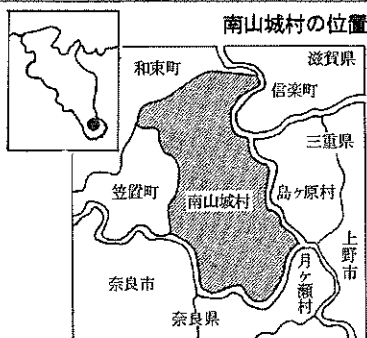 南山城村の位置
和束町
滋賀県
信楽町
三重県
笠置町
南山城村
島ヶ原村
上野市
月ヶ瀬村
奈良市
奈良県